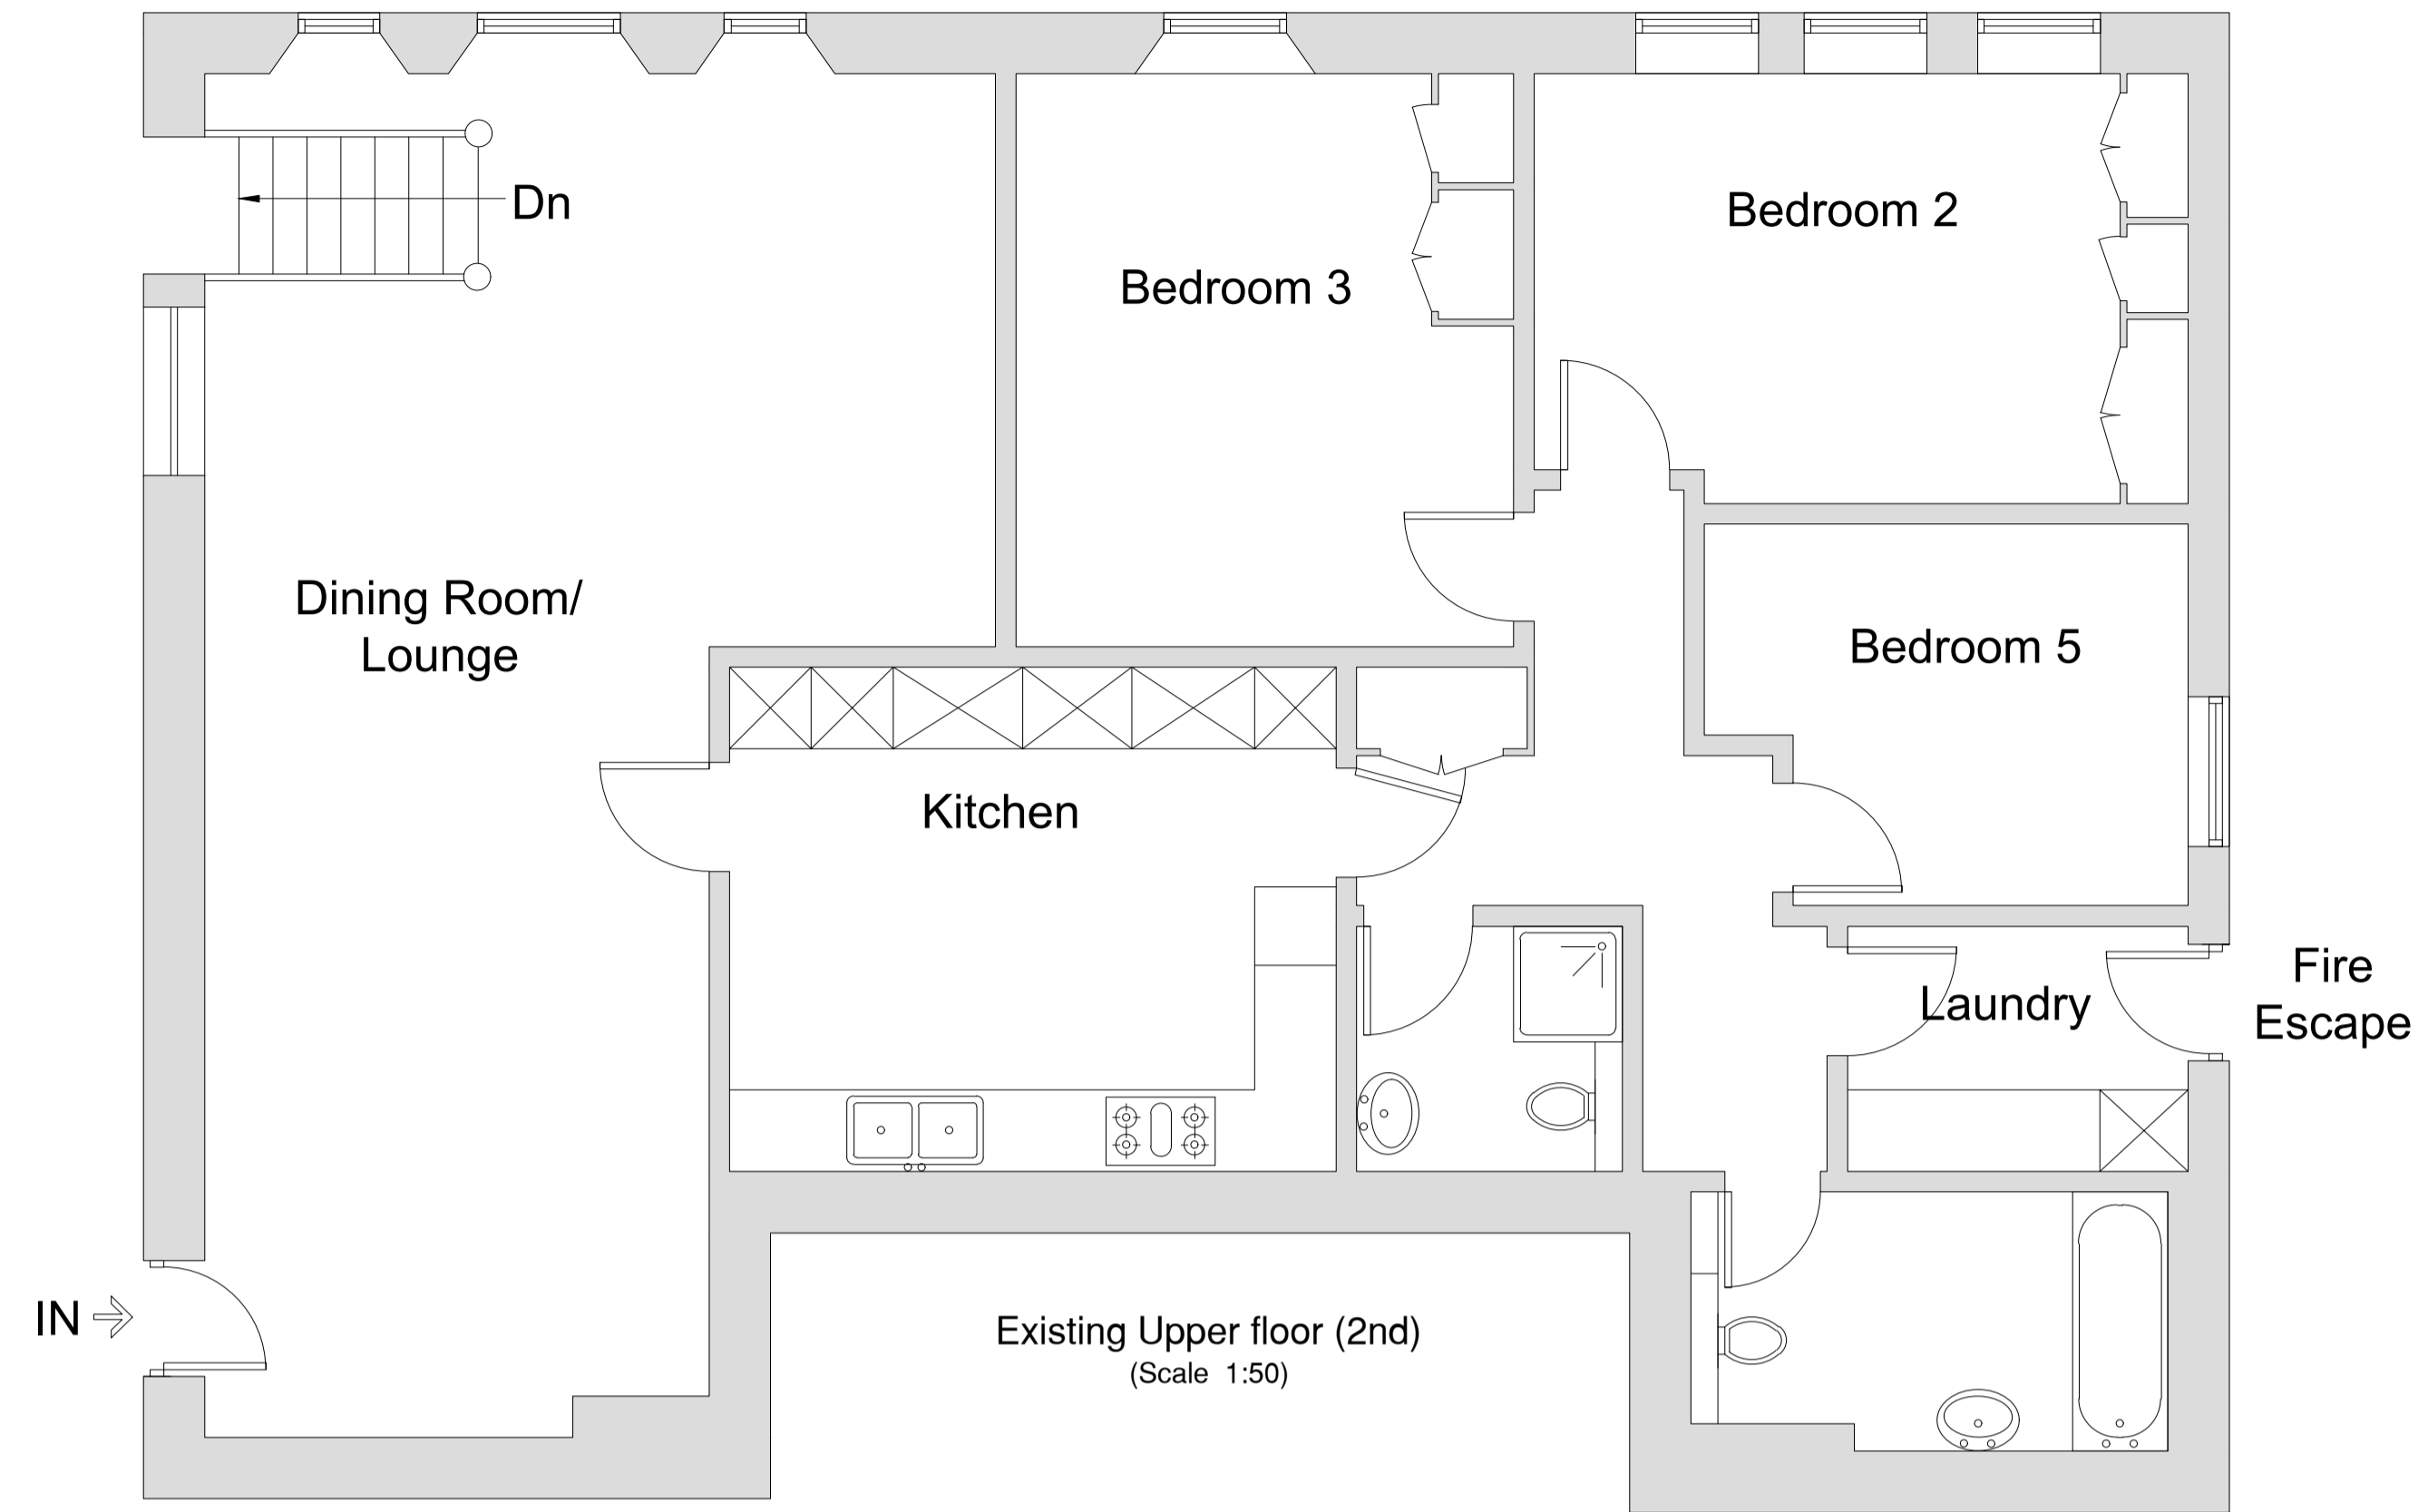 Dn
Bedroom 2
Bedroom 3
Dining Room/
Lounge
Bedroom 5
Kitchen
Laundry
Fire
Escape
IN
Existing Upper floor (2nd)
(Scale 1:50)